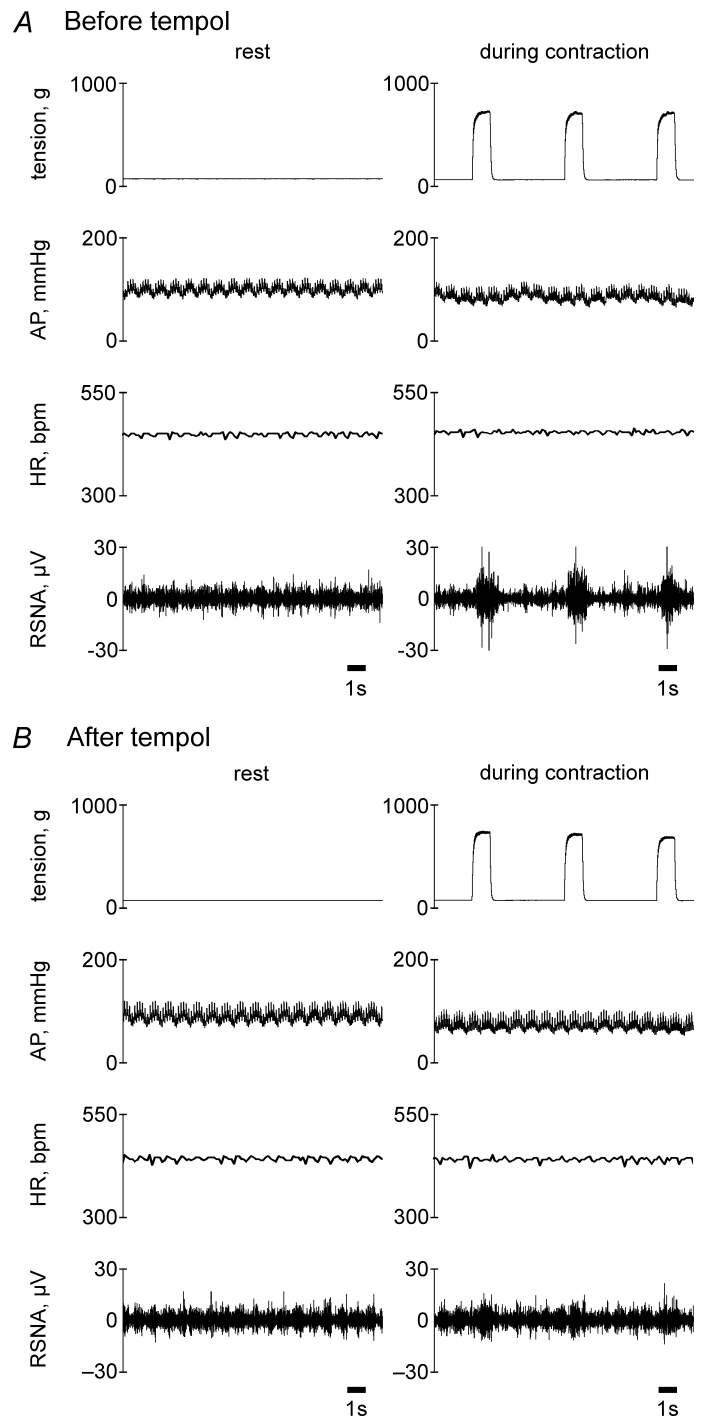 A Before tempol
rest during contraction
tension, g 1000 0 1000 0
AP, mmHg 200 0 200 0
HR, bpm 550 300 550 300
RSNA, µV 30 0 -30 30 0 -30
1s 1s
B After tempol
rest during contraction
tension, g 1000 0 1000 0
AP, mmHg 200 0 200 0
HR, bpm 550 300 550 300
RSNA, µV 30 0 –30 30 0 –30
1s 1s